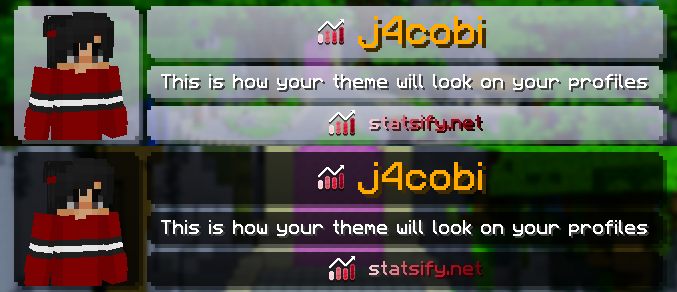 j4cobi
This is how your theme will look on your profiles
statsify.net
j4cobi
This is how your theme will look on your profiles
statsify.net